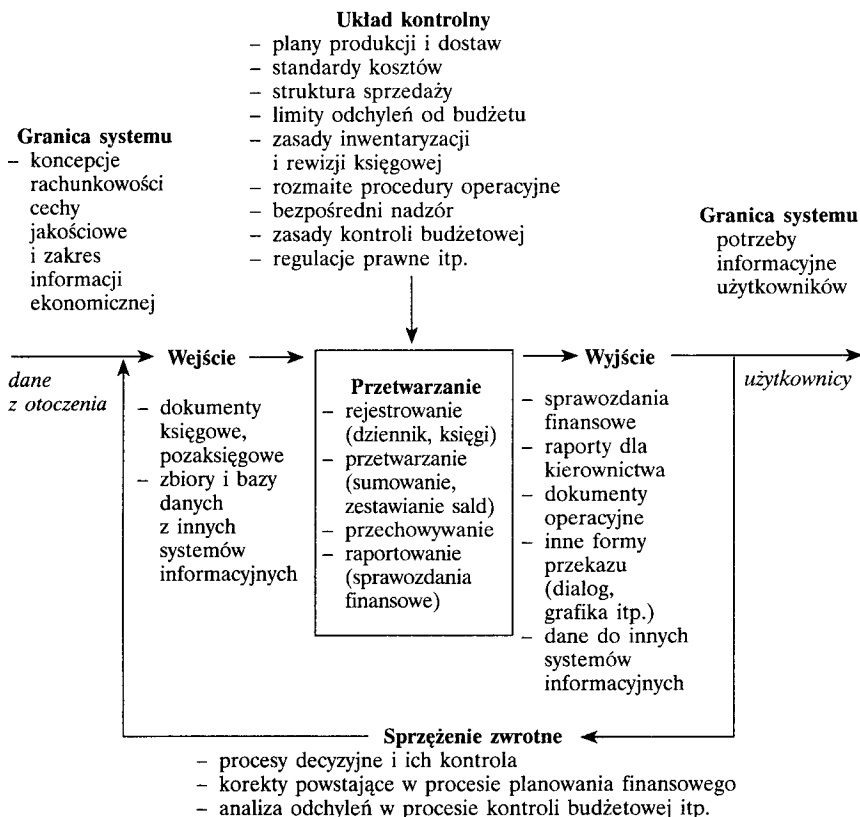 Układ kontrolny
– plany produkcji i dostaw
– standardy kosztów
– struktura sprzedaży
– limity odchyleń od budżetu
– zasady inwentaryzacji
i rewizji księgowej
– rozmaite procedury operacyjne
– bezpośredni nadzór
– zasady kontroli budżetowej
– regulacje prawne itp.
Granica systemu
– koncepcje
rachunkowości
cechy
jakościowe
i zakres
informacji
ekonomicznej
Granica systemu
potrzeby
informacyjne
użytkowników
dane
z otoczenia
Wejście
– dokumenty
księgowe,
pozaksięgowe
– zbiory i bazy
danych
z innych
systemów
informacyjnych
Przetwarzanie
– rejestrowanie
(dziennik, księgi)
– przetwarzanie
(sumowanie,
zestawianie sald)
– przechowywanie
– raportowanie
(sprawozdania
finansowe)
Wyjście
– sprawozdania
finansowe
– raporty dla
kierownictwa
– dokumenty
operacyjne
– inne formy
przekazu
(dialog,
grafika itp.)
– dane do innych
systemów
informacyjnych
użytkownicy
Sprzężenie zwrotne
– procesy decyzyjne i ich kontrola
– korekty powstające w procesie planowania finansowego
– analiza odchyleń w procesie kontroli budżetowej itp.